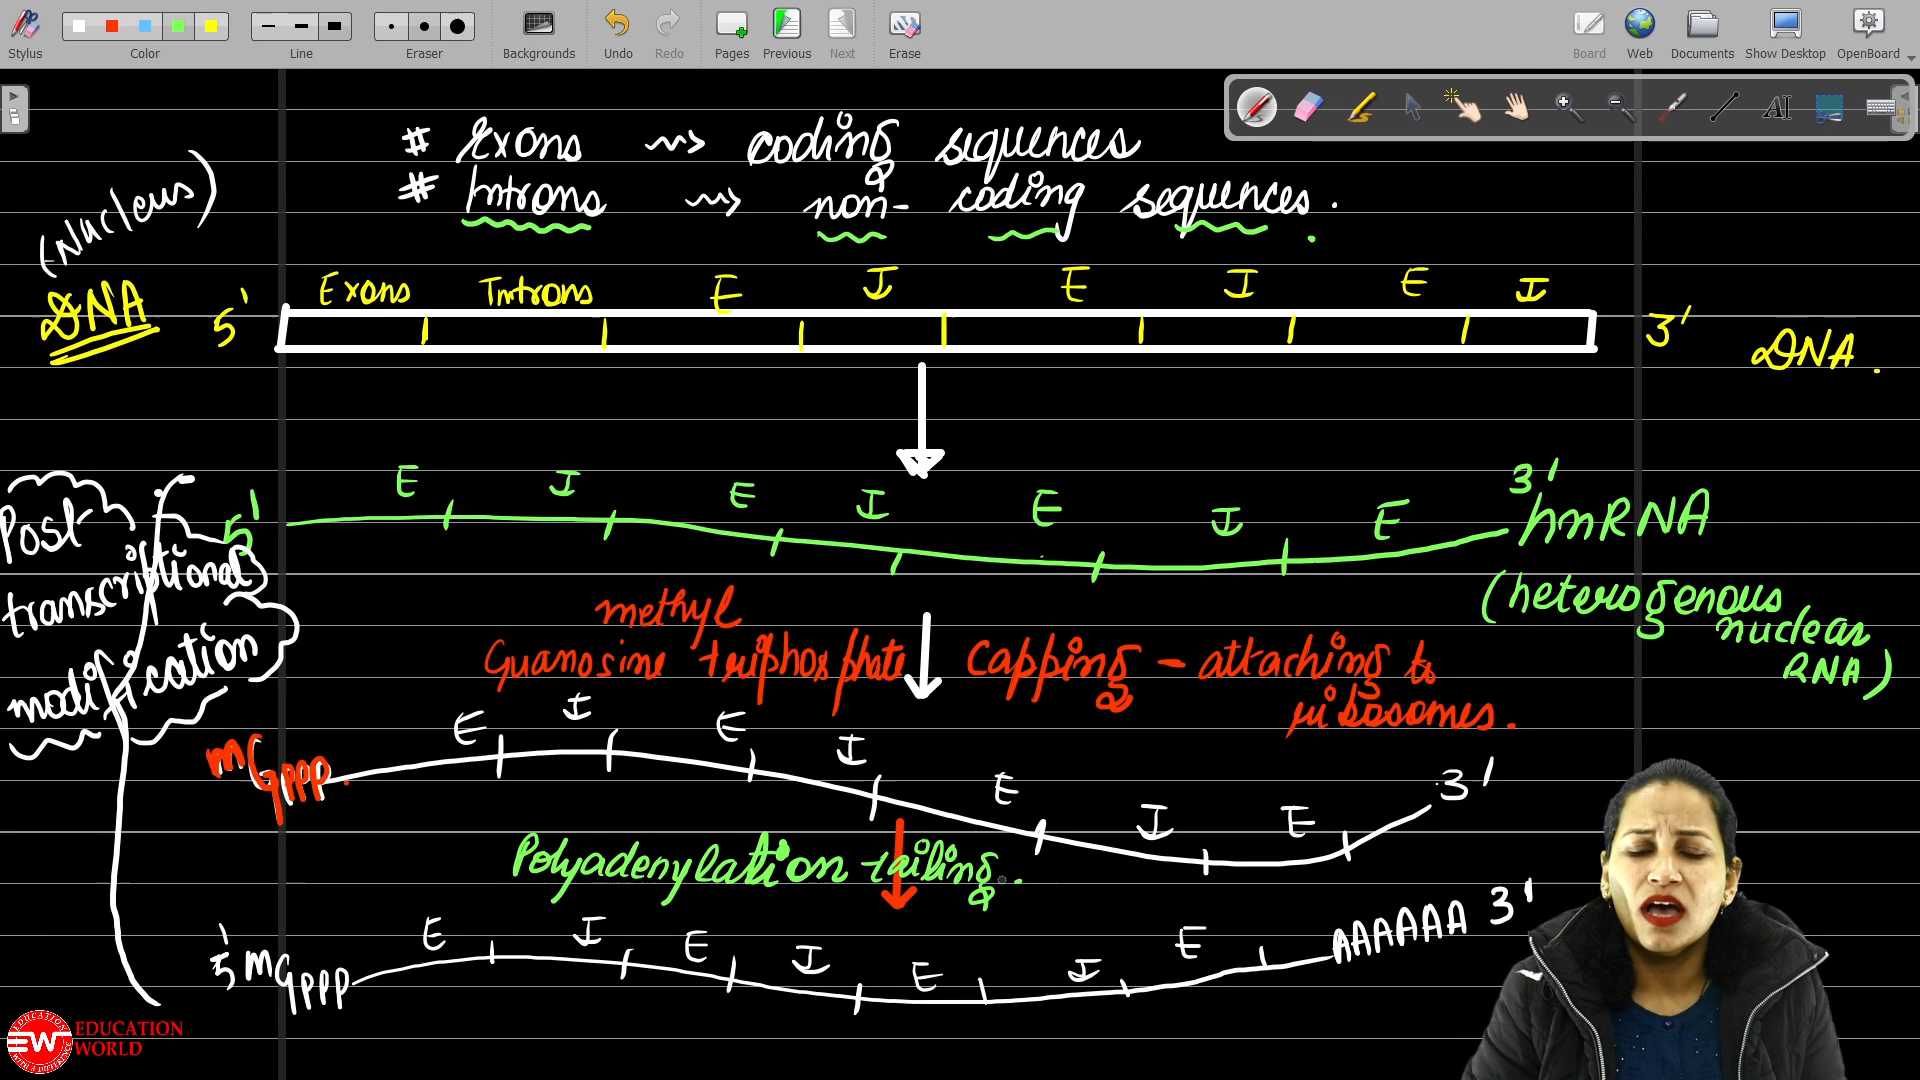 Stylus Color Line Eraser Backgrounds Undo Redo Pages Previous Next Erase Board Web Documents Show Desktop OpenBoard
# Exons ⇝ coding sequences
# Introns ⇝ non-coding sequences.
(Nucleus)
Exons Introns E I E I E I
DNA 5' 3' DNA.
E I E I E I E
5' 3' hnRNA
(heterogenous nuclear RNA)
Post-
transcriptional
modification
methyl
Guanosine triphosphate Capping - attaching to
ribosomes.
E I E I E I E
mGppp. 3'
Polyadenylation-tailing.
E I E I E I E
5' mGppp AAAAAA 3'
EDUCATION
WORLD